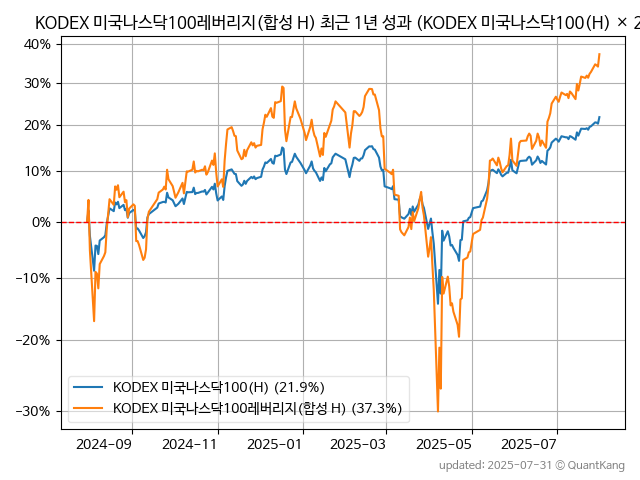 KODEX 미국나스닥100레버리지(합성 H) 최근 1년 성과 (KODEX 미국나스닥100(H) × 2
40%
30%
20%
10%
0%
−10%
−20%
−30%
KODEX 미국나스닥100(H) (21.9%)
KODEX 미국나스닥100레버리지(합성 H) (37.3%)
2024−09 2024−11 2025−01 2025−03 2025−05 2025−07
updated: 2025-07-31 © QuantKang